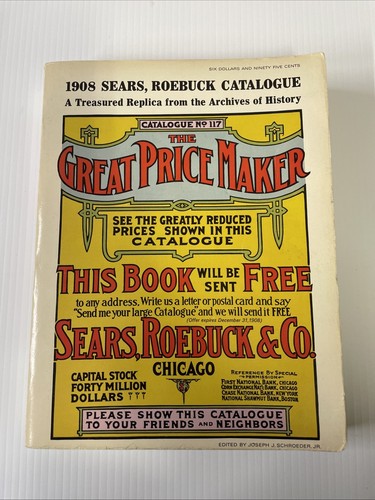 SIX DOLLARS AND NINETY FIVE CENTS
1908 SEARS, ROEBUCK CATALOGUE
A Treasured Replica from the Archives of History
CATALOGUE No 117
THE
GREAT PRICE MAKER
SEE THE GREATLY REDUCED
PRICES SHOWN IN THIS
CATALOGUE
THIS BOOK WILL BE SENT FREE
to any address. Write us a letter or postal card and say
"Send me your large Catalogue" and we will send it FREE
(Offer expires December 31, 1908)
SEARS, ROEBUCK & CO.
CHICAGO
CAPITAL STOCK
FORTY MILLION
DOLLARS
REFERENCE BY SPECIAL
PERMISSION
FIRST NATIONAL BANK, CHICAGO
CORN EXCHANGE NAT'L BANK, CHICAGO
CHASE NATIONAL BANK, NEW YORK
NATIONAL SHAWMUT BANK, BOSTON
PLEASE SHOW THIS CATALOGUE
TO YOUR FRIENDS AND NEIGHBORS
EDITED BY JOSEPH J. SCHROEDER, JR.